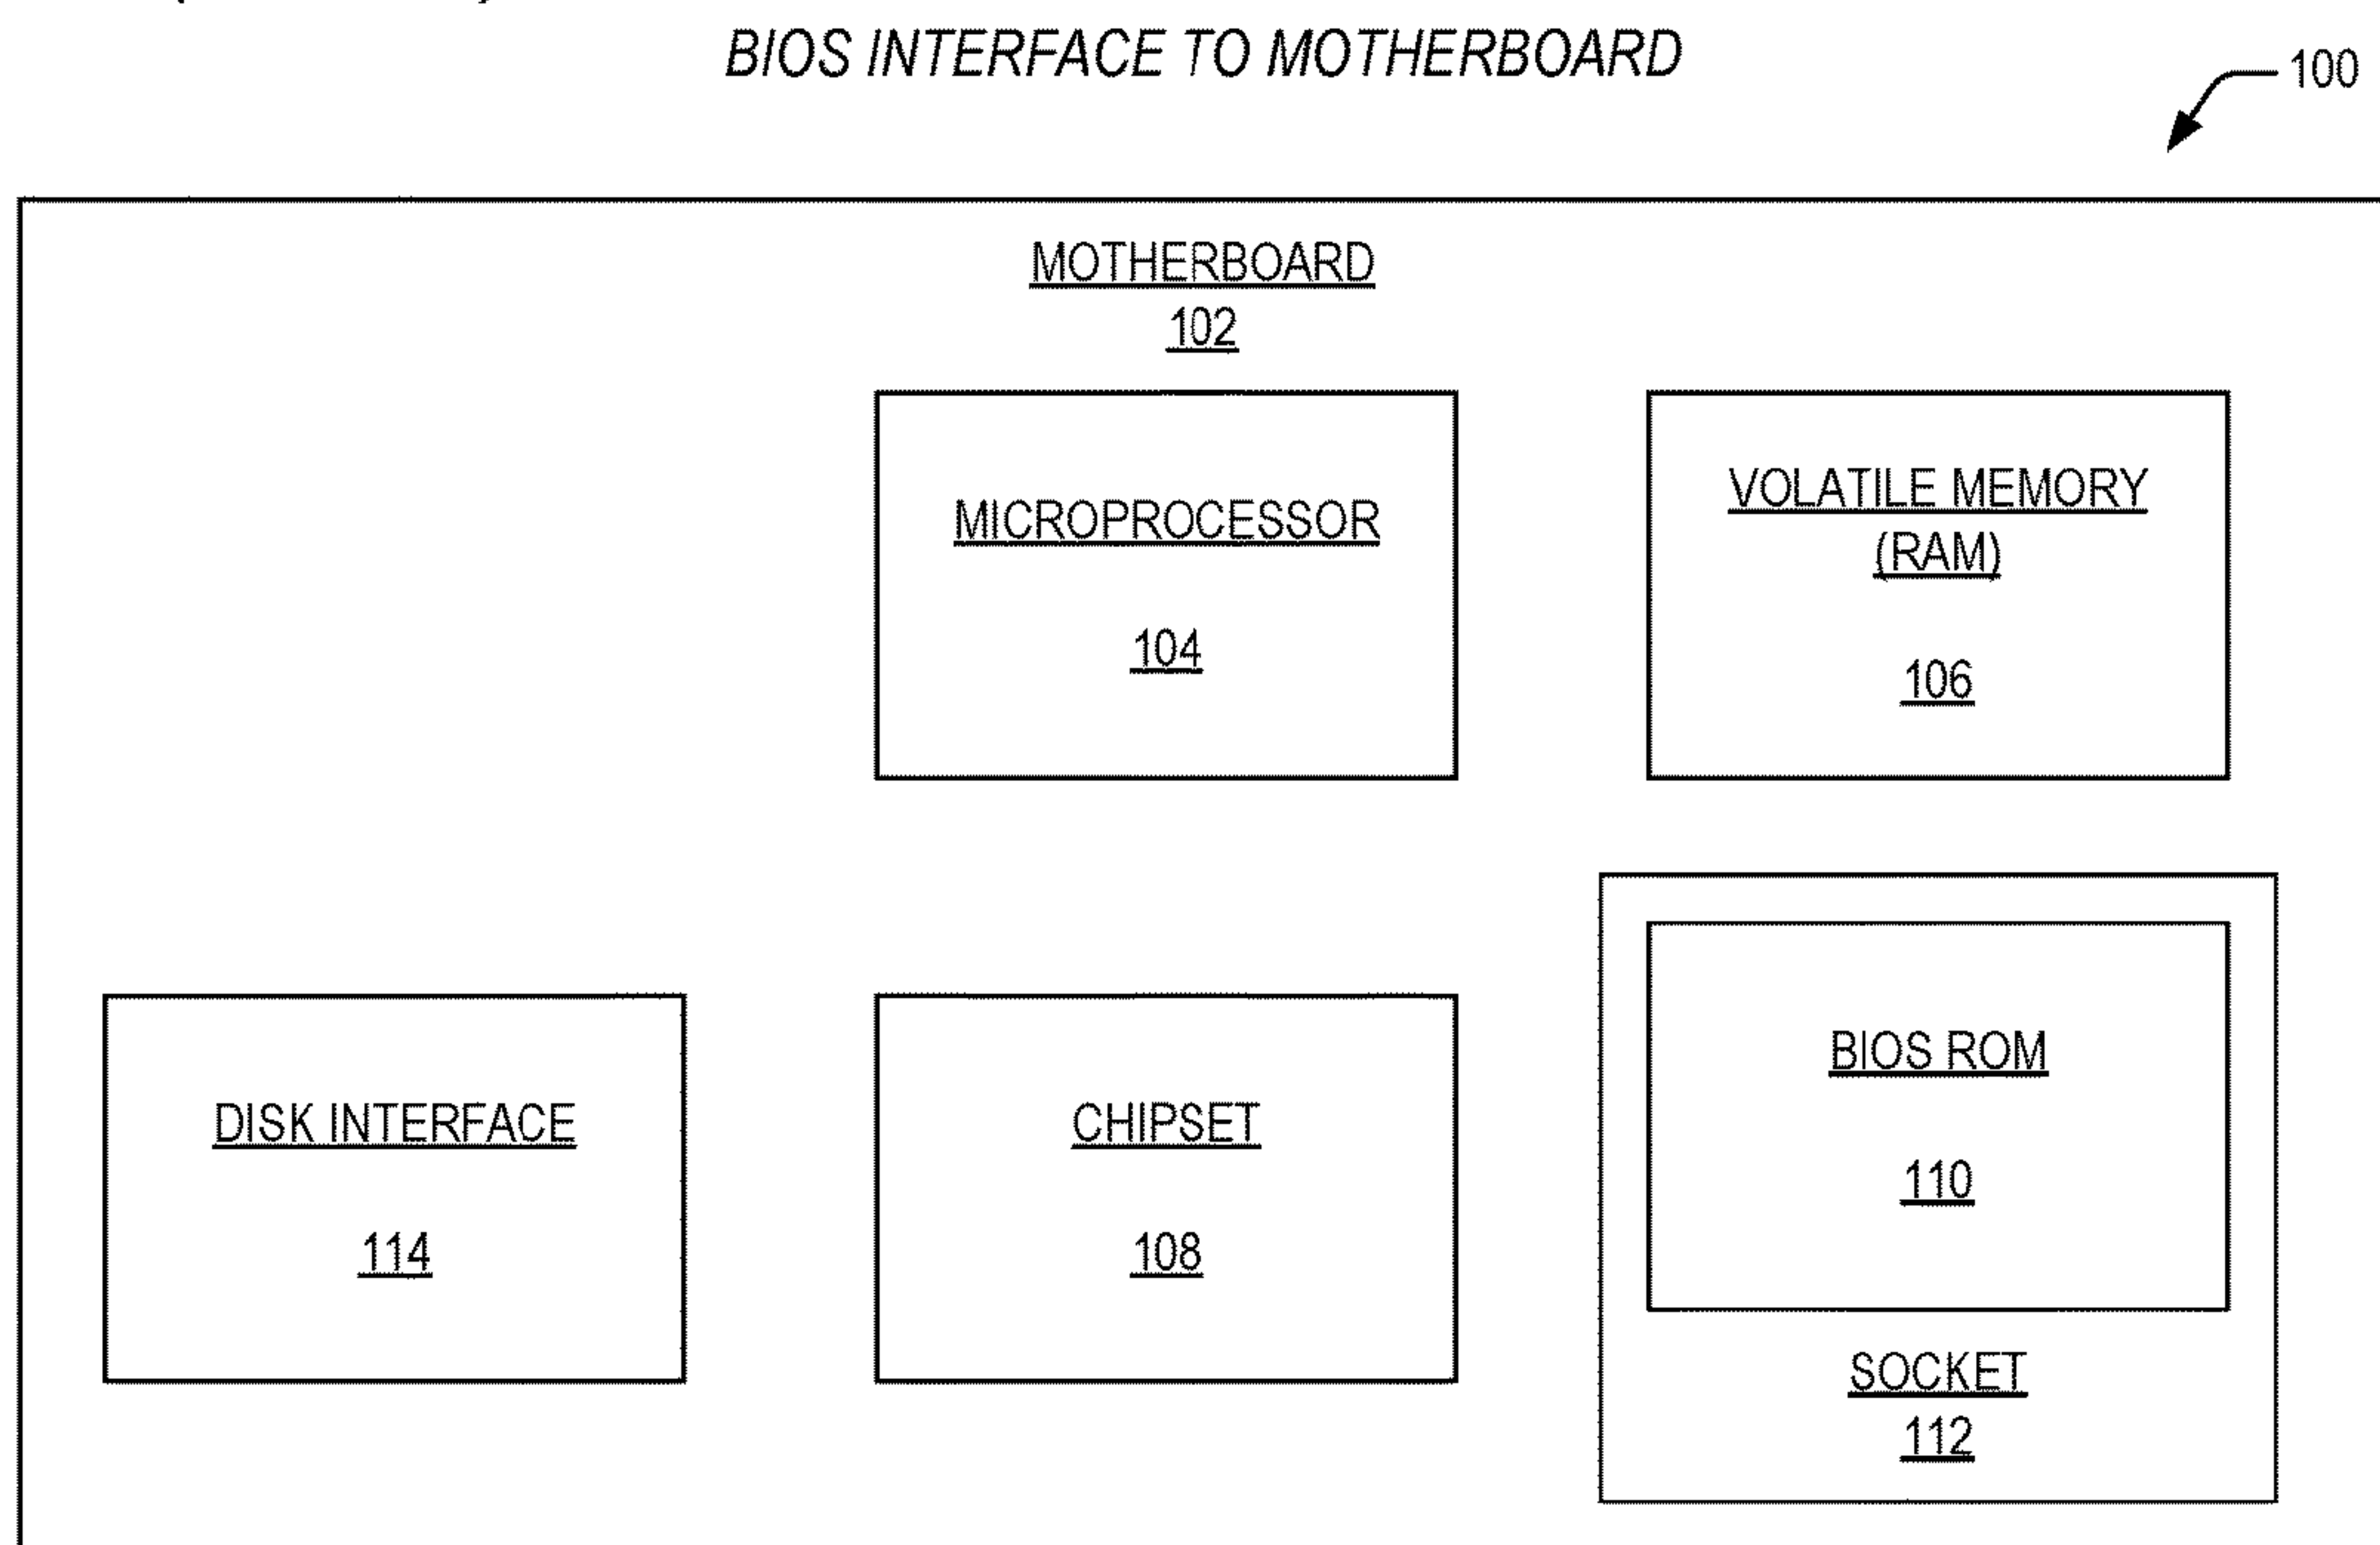 BIOS INTERFACE TO MOTHERBOARD
100
MOTHERBOARD
102
MICROPROCESSOR
104
VOLATILE MEMORY
(RAM)
106
DISK INTERFACE
114
CHIPSET
108
BIOS ROM
110
SOCKET
112